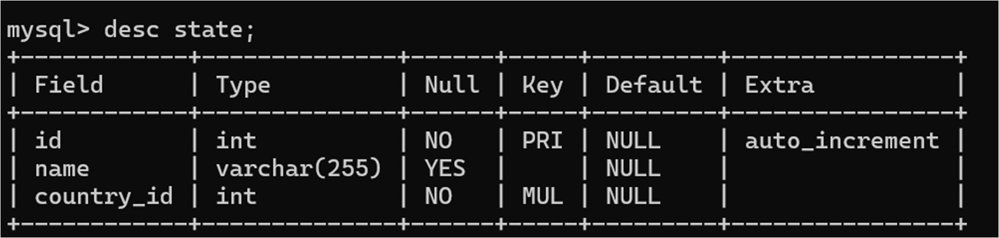 mysql> desc state;
+------------+--------------+------+-----+---------+----------------+
| Field      | Type         | Null | Key | Default | Extra          |
+------------+--------------+------+-----+---------+----------------+
| id         | int          | NO   | PRI | NULL    | auto_increment |
| name       | varchar(255) | YES  |     | NULL    |                |
| country_id | int          | NO   | MUL | NULL    |                |
+------------+--------------+------+-----+---------+----------------+